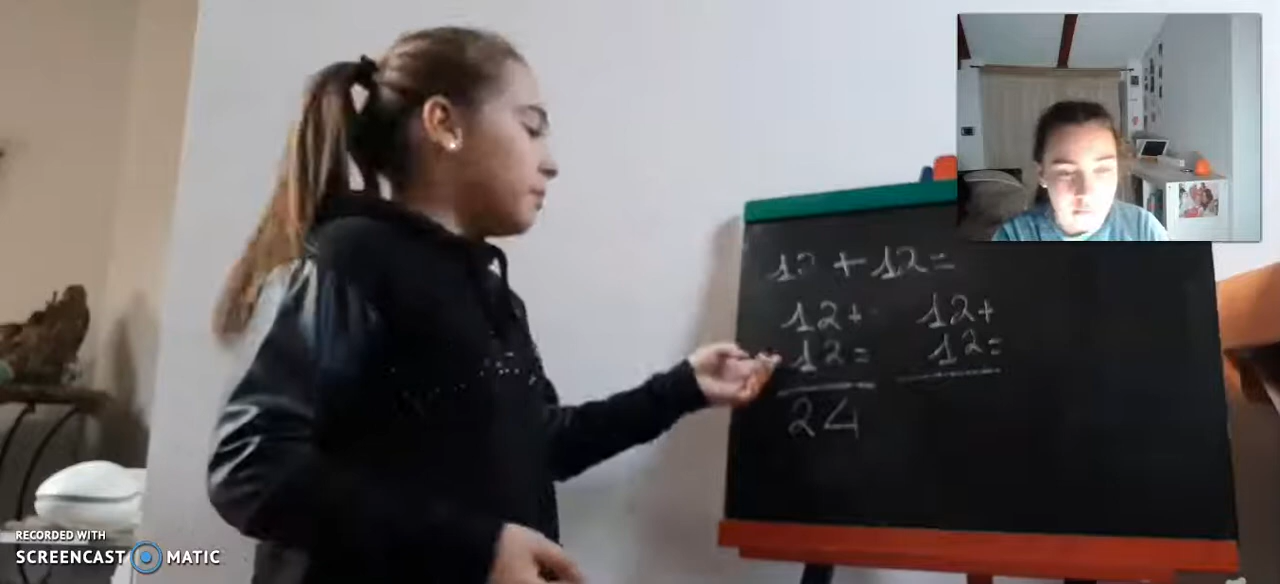 12 + 12 =
12 +
12 =
24
12 +
12 =
RECORDED WITH
SCREENCAST MATIC